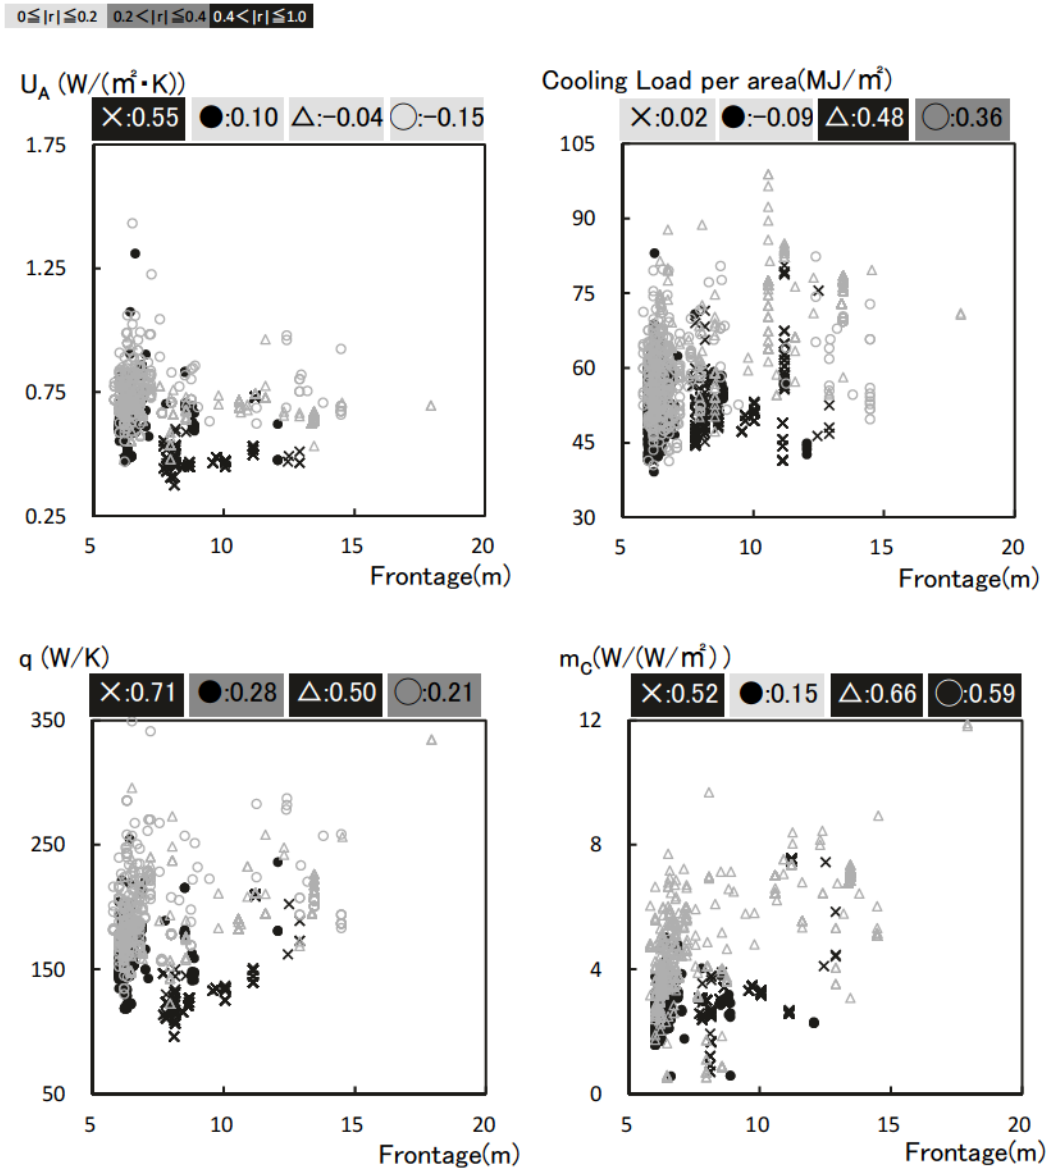 0≦|r|≦0.2 0.2<|r|≦0.4 0.4<|r|≦1.0
U_A (W/(㎡・K))
×:0.55 ●:0.10 △:−0.04 ○:−0.15
1.75
1.25
0.75
0.25
5 10 15 20
Frontage(m)
Cooling Load per area(MJ/㎡)
×:0.02 ●:−0.09 △:0.48 ○:0.36
105
90
75
60
45
30
5 10 15 20
Frontage(m)
q (W/K)
×:0.71 ●:0.28 △:0.50 ○:0.21
350
250
150
50
5 10 15 20
Frontage(m)
m_C(W/(W/㎡))
×:0.52 ●:0.15 △:0.66 ○:0.59
12
8
4
0
5 10 15 20
Frontage(m)